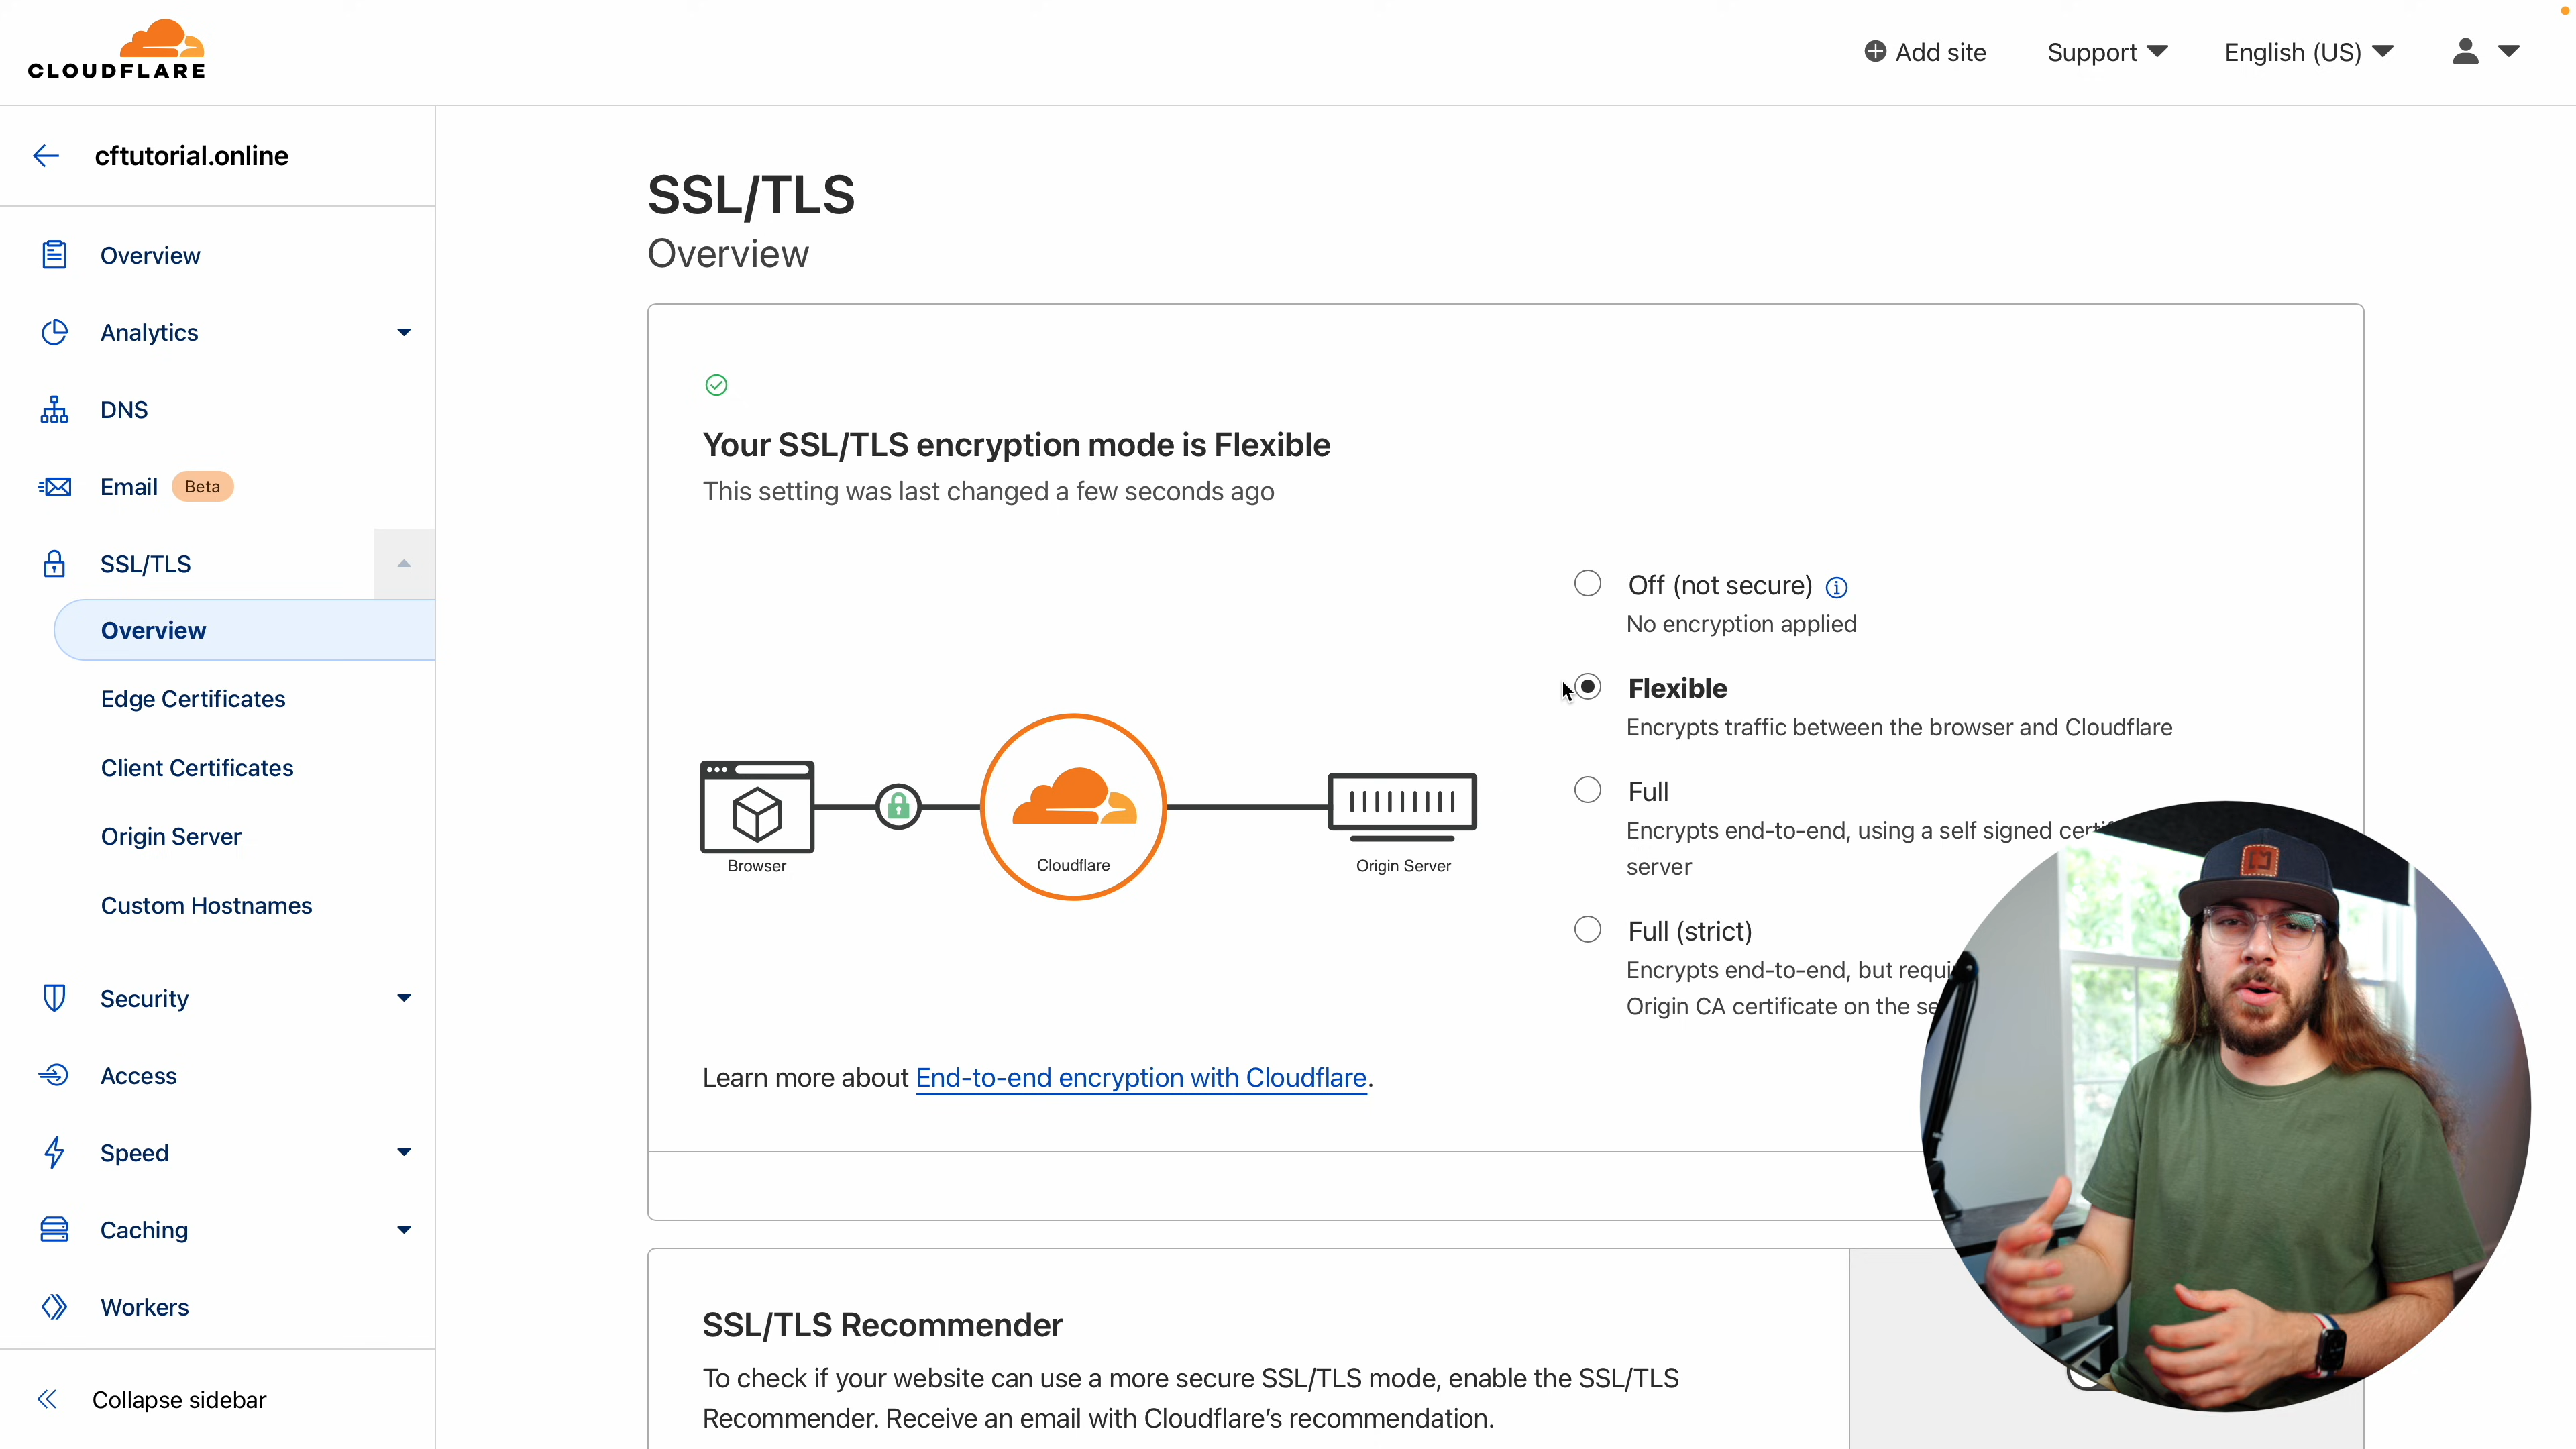 CLOUDFLARE
Add site
Support
English (US)
cftutorial.online
Overview
Analytics
DNS
Email Beta
SSL/TLS
Overview
Edge Certificates
Client Certificates
Origin Server
Custom Hostnames
Security
Access
Speed
Caching
Workers
Collapse sidebar
SSL/TLS
Overview
Your SSL/TLS encryption mode is Flexible
This setting was last changed a few seconds ago
Browser
Cloudflare
Origin Server
Off (not secure)
No encryption applied
Flexible
Encrypts traffic between the browser and Cloudflare
Full
Encrypts end-to-end, using a self signed
server
Full (strict)
Encrypts end-to-end, but
Origin CA certificate on the
Learn more about End-to-end encryption with Cloudflare.
SSL/TLS Recommender
To check if your website can use a more secure SSL/TLS mode, enable the SSL/TLS
Recommender. Receive an email with Cloudflare's recommendation.